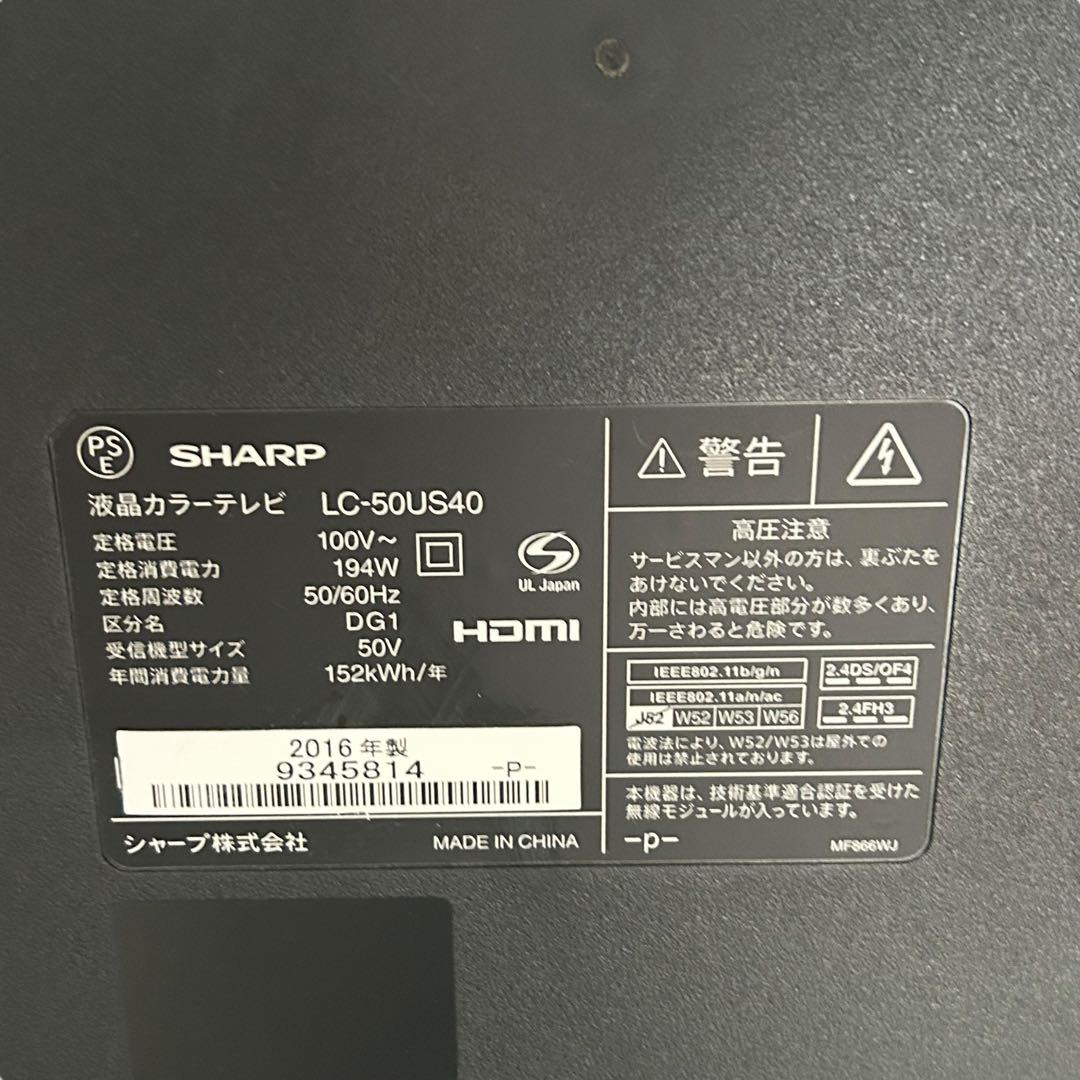 PS
E
SHARP
液晶カラーテレビ LC-50US40
定格電圧 100V～
定格消費電力 194W
定格周波数 50/60Hz
区分名 DG1
受信機型サイズ 50V
年間消費電力量 152kWh/年
UL Japan
HDMI
2016年製
9345814 -P-
シャープ株式会社 MADE IN CHINA
警告
高圧注意
サービスマン以外の方は、裏ぶたを
あけないでください。
内部には高電圧部分が数多くあり、
万一さわると危険です。
IEEE802.11b/g/n
IEEE802.11a/n/ac
J52 W52 W53 W56
2.4DS/OF4
2.4FH3
電波法により、W52/W53は屋外での
使用は禁止されております。
本機器は、技術基準適合認証を受けた
無線モジュールが入っています。
-p- MF866WJ